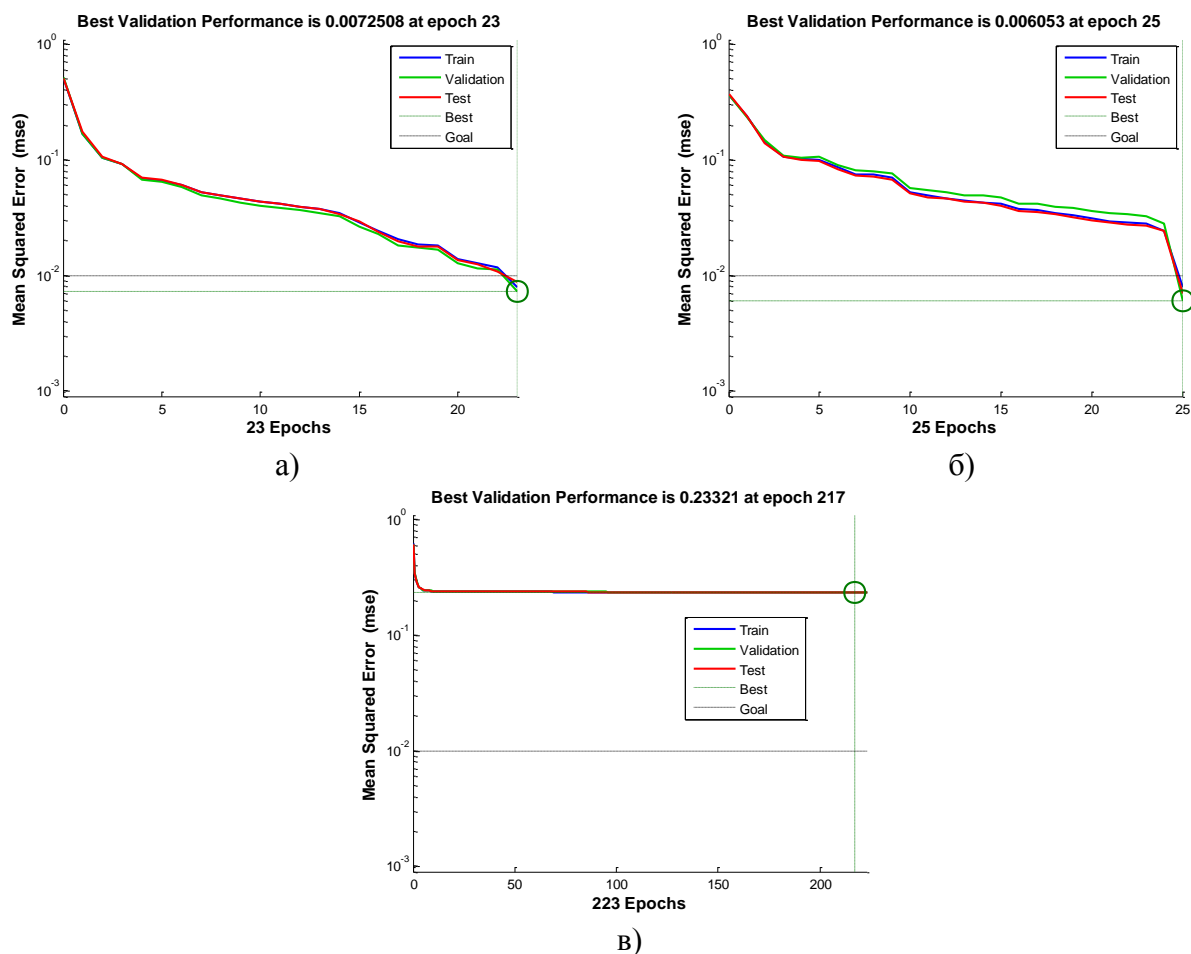 Best Validation Performance is 0.0072508 at epoch 23
10^0
10^-1
10^-2
10^-3
Mean Squared Error (mse)
Train
Validation
Test
Best
Goal
0 5 10 15 20
23 Epochs
а)
Best Validation Performance is 0.006053 at epoch 25
10^0
10^-1
10^-2
10^-3
Mean Squared Error (mse)
Train
Validation
Test
Best
Goal
0 5 10 15 20 25
25 Epochs
б)
Best Validation Performance is 0.23321 at epoch 217
10^0
10^-1
10^-2
10^-3
Mean Squared Error (mse)
Train
Validation
Test
Best
Goal
0 50 100 150 200
223 Epochs
в)